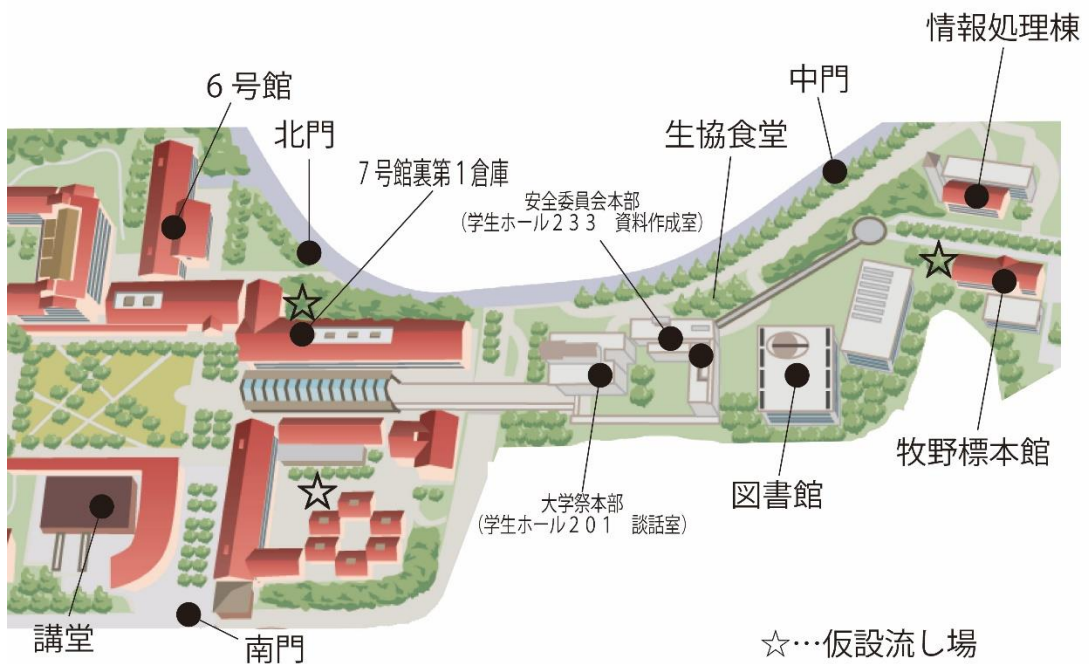 情報処理棟
６号館
中門
北門
生協食堂
７号館裏第１倉庫
安全委員会本部
（学生ホール２３３　資料作成室）
牧野標本館
図書館
大学祭本部
（学生ホール２０１　談話室）
講堂
南門
☆…仮設流し場